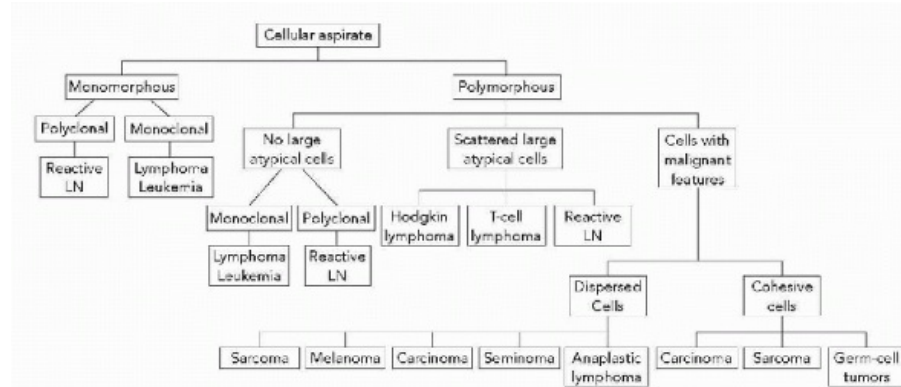 Cellular aspirate
Monomorphous
Polymorphous
Polyclonal
Monoclonal
Reactive
LN
Lymphoma
Leukemia
No large
atypical cells
Scattered large
atypical cells
Cells with
malignant
features
Monoclonal
Polyclonal
Lymphoma
Leukemia
Reactive
LN
Hodgkin
lymphoma
T-cell
lymphoma
Reactive
LN
Dispersed
Cells
Cohesive
cells
Sarcoma
Melanoma
Carcinoma
Seminoma
Anaplastic
lymphoma
Carcinoma
Sarcoma
Germ-cell
tumors